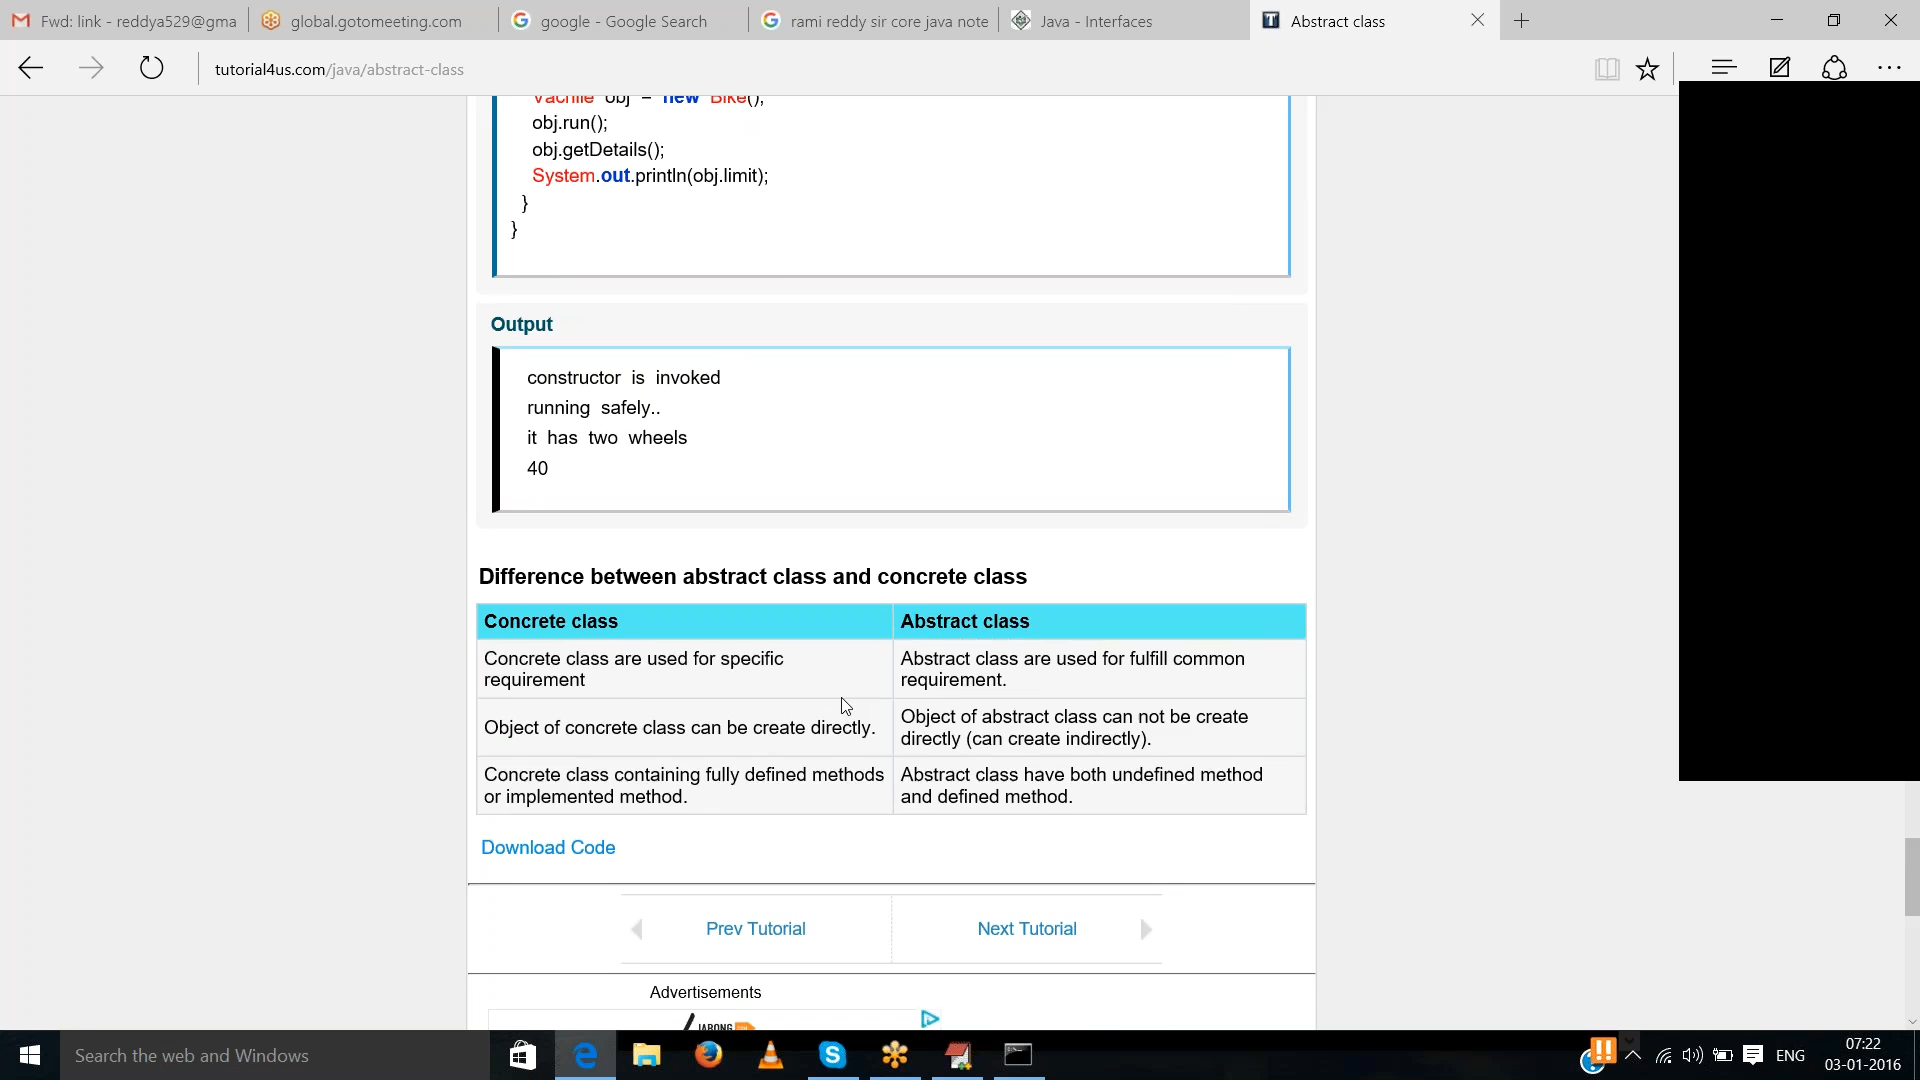 Fwd: link - reddya529@gma
global.gotomeeting.com
google - Google Search
rami reddy sir core java note
Java - Interfaces
Abstract class
tutorial4us.com/java/abstract-class
Vachile obj = new Bike();
obj.run();
obj.getDetails();
System.out.println(obj.limit);
}
}
Output
constructor is invoked
running safely..
it has two wheels
40
Difference between abstract class and concrete class
Concrete class
Abstract class
Concrete class are used for specific
requirement
Abstract class are used for fulfill common
requirement.
Object of concrete class can be create directly.
Object of abstract class can not be create
directly (can create indirectly).
Concrete class containing fully defined methods
or implemented method.
Abstract class have both undefined method
and defined method.
Download Code
Prev Tutorial
Next Tutorial
Advertisements
JABONG
Search the web and Windows
ENG
07:22
03-01-2016